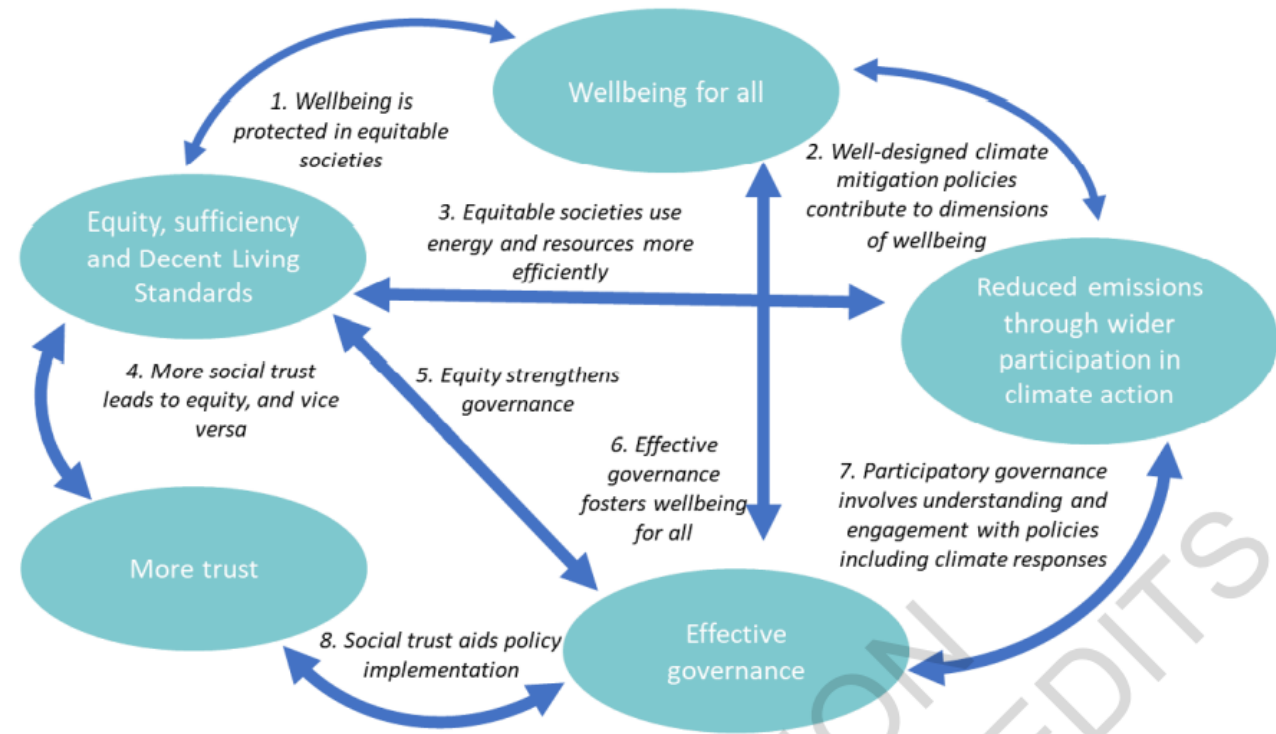 Wellbeing for all
1. Wellbeing is
protected in equitable
societies
2. Well-designed climate
mitigation policies
contribute to dimensions
of wellbeing
Equity, sufficiency
and Decent Living
Standards
3. Equitable societies use
energy and resources more
efficiently
Reduced emissions
through wider
participation in
climate action
4. More social trust
leads to equity, and vice
versa
5. Equity strengthens
governance
6. Effective
governance
fosters wellbeing
for all
7. Participatory governance
involves understanding and
engagement with policies
including climate responses
More trust
8. Social trust aids policy
implementation
Effective
governance
EDITS